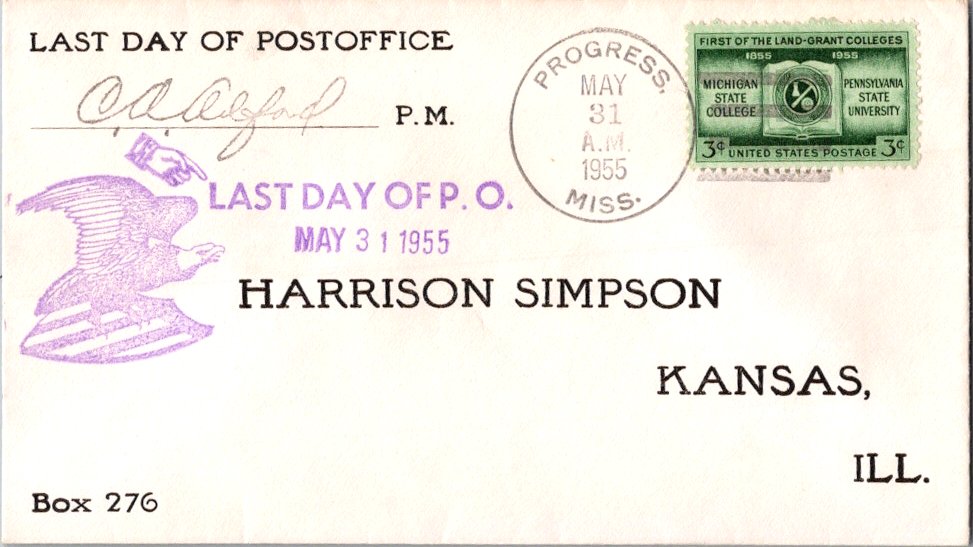 LAST DAY OF POSTOFFICE
P.M.
PROGRESS.
MAY
31
A.M.
1955
MISS.
FIRST OF THE LAND-GRANT COLLEGES
1855 1955
MICHIGAN STATE COLLEGE
PENNSYLVANIA STATE UNIVERSITY
3¢ UNITED STATES POSTAGE 3¢
LAST DAY OF P. O.
MAY 31 1955
HARRISON SIMPSON
KANSAS,
ILL.
Box 276